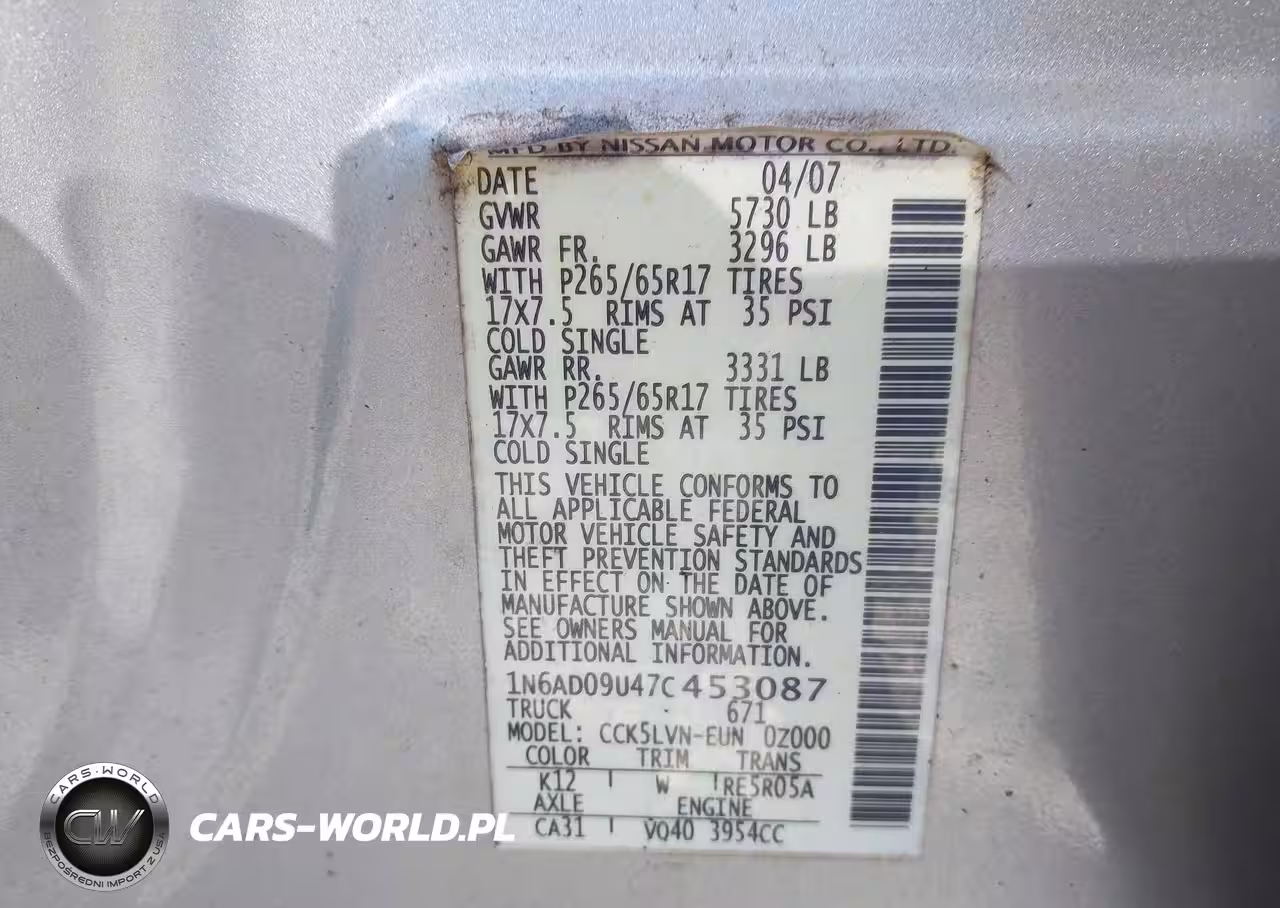 MFD BY NISSAN MOTOR CO., LTD.
DATE 04/07
GVWR 5730 LB
GAWR FR. 3296 LB
WITH P265/65R17 TIRES
17X7.5 RIMS AT 35 PSI
COLD SINGLE
GAWR RR. 3331 LB
WITH P265/65R17 TIRES
17X7.5 RIMS AT 35 PSI
COLD SINGLE
THIS VEHICLE CONFORMS TO
ALL APPLICABLE FEDERAL
MOTOR VEHICLE SAFETY AND
THEFT PREVENTION STANDARDS
IN EFFECT ON THE DATE OF
MANUFACTURE SHOWN ABOVE.
SEE OWNERS MANUAL FOR
ADDITIONAL INFORMATION.
1N6AD09U47C453087
TRUCK 671
MODEL: CCK5LVN-EUN 0Z000
COLOR TRIM TRANS
K12 W RE5R05A
AXLE ENGINE
CA31 VQ40 3954CC
CARS-WORLD
CW
BEZPOŚREDNI IMPORT Z USA
CARS-WORLD.PL